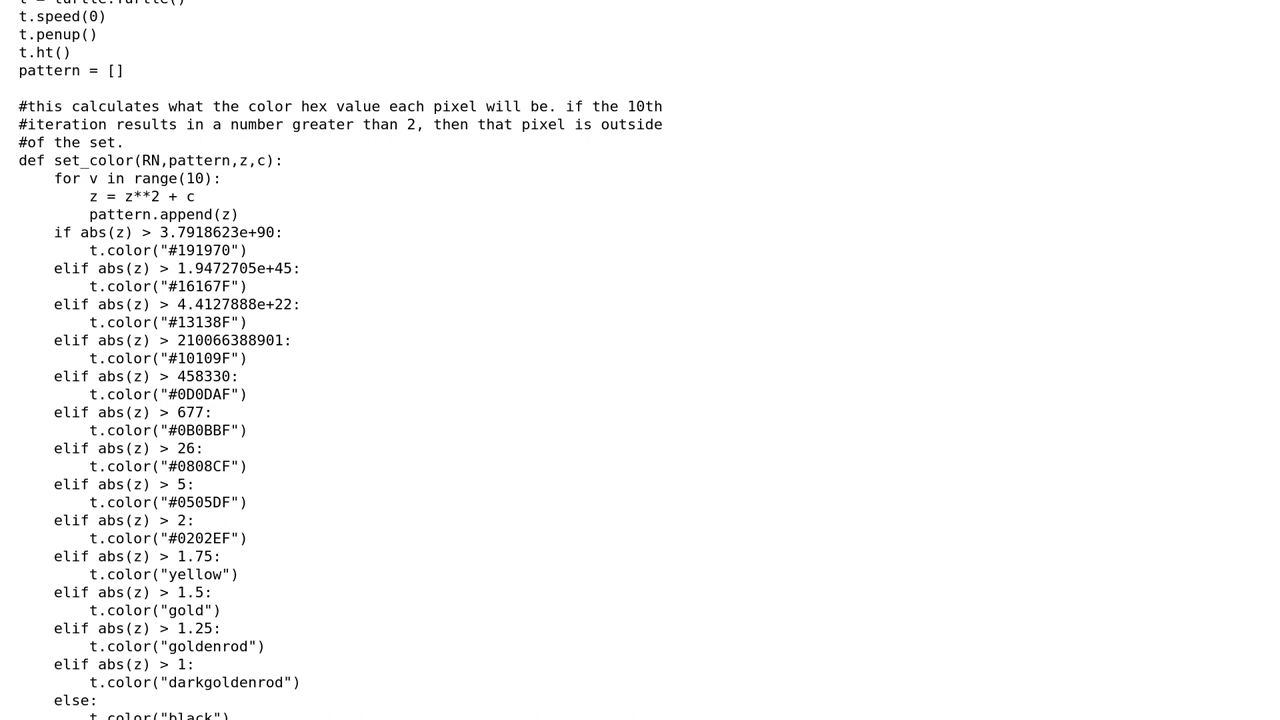 t = turtle.Turtle()
t.speed(0)
t.penup()
t.ht()
pattern = []
#this calculates what the color hex value each pixel will be. if the 10th
#iteration results in a number greater than 2, then that pixel is outside
#of the set.
def set_color(RN,pattern,z,c):
    for v in range(10):
        z = z**2 + c
        pattern.append(z)
    if abs(z) > 3.7918623e+90:
        t.color("#191970")
    elif abs(z) > 1.9472705e+45:
        t.color("#16167F")
    elif abs(z) > 4.4127888e+22:
        t.color("#13138F")
    elif abs(z) > 210066388901:
        t.color("#10109F")
    elif abs(z) > 458330:
        t.color("#0D0DAF")
    elif abs(z) > 677:
        t.color("#0B0BBF")
    elif abs(z) > 26:
        t.color("#0808CF")
    elif abs(z) > 5:
        t.color("#0505DF")
    elif abs(z) > 2:
        t.color("#0202EF")
    elif abs(z) > 1.75:
        t.color("yellow")
    elif abs(z) > 1.5:
        t.color("gold")
    elif abs(z) > 1.25:
        t.color("goldenrod")
    elif abs(z) > 1:
        t.color("darkgoldenrod")
    else:
        t.color("black")